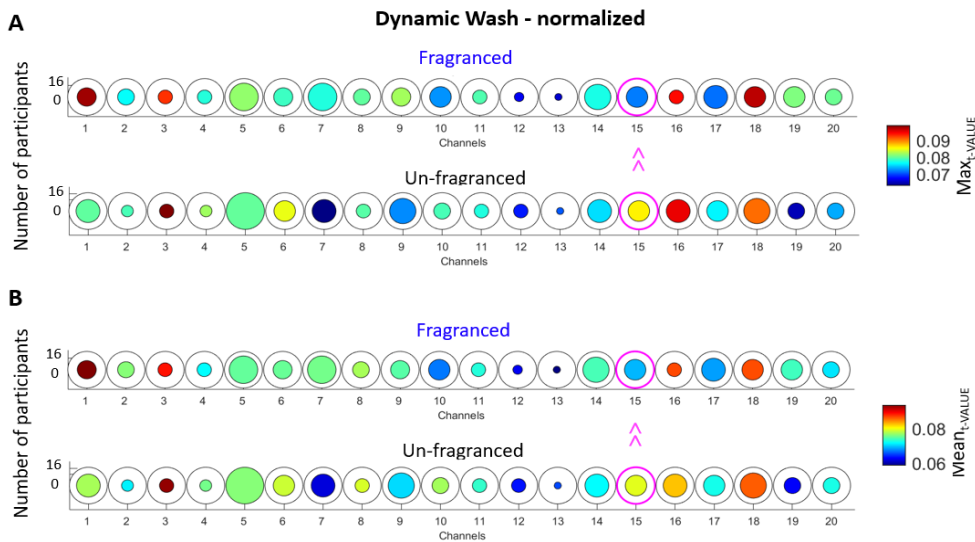 Dynamic Wash - normalized
A
Fragranced
Number of participants
16
0
1 2 3 4 5 6 7 8 9 10 11 12 13 14 15 16 17 18 19 20
Channels
^
^
Un-fragranced
16
0
1 2 3 4 5 6 7 8 9 10 11 12 13 14 15 16 17 18 19 20
Channels
0.09
0.08
0.07
Max t-VALUE
B
Fragranced
Number of participants
16
0
1 2 3 4 5 6 7 8 9 10 11 12 13 14 15 16 17 18 19 20
Channels
^
^
Un-fragranced
16
0
1 2 3 4 5 6 7 8 9 10 11 12 13 14 15 16 17 18 19 20
Channels
0.08
0.06
Mean t-VALUE